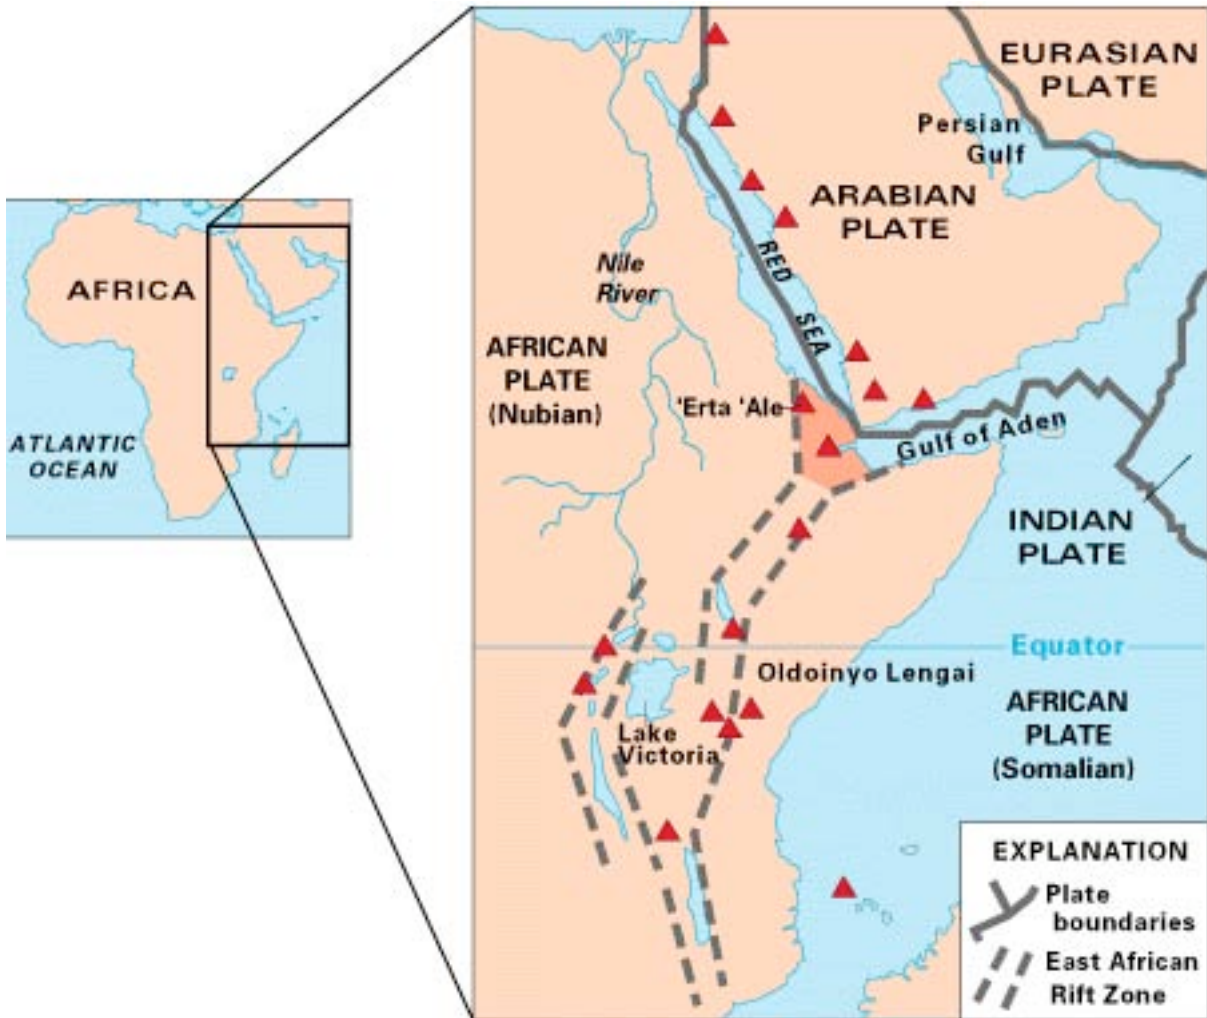 AFRICA
ATLANTIC
OCEAN
EURASIAN
PLATE
Persian
Gulf
ARABIAN
PLATE
RED SEA
Nile
River
AFRICAN
PLATE
(Nubian)
'Erta 'Ale
Gulf of Aden
INDIAN
PLATE
Equator
Oldoinyo Lengai
AFRICAN
PLATE
(Somalian)
Lake
Victoria
EXPLANATION
Plate
boundaries
East African
Rift Zone